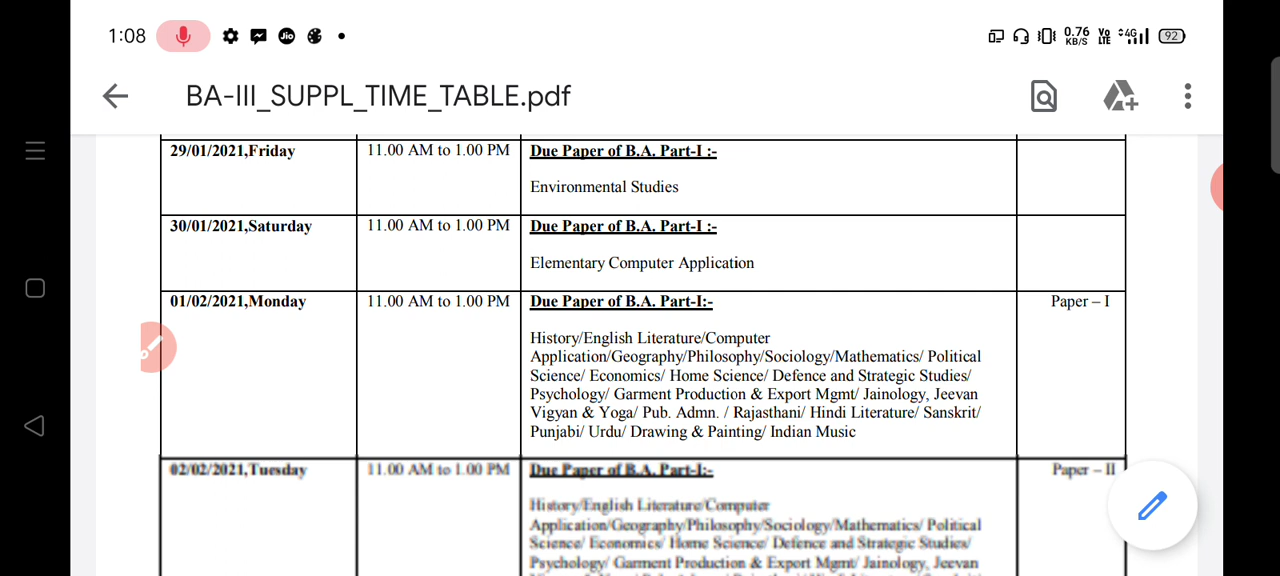 1:08
Jio
0.76
KB/S
Vo
LTE
4G
92
BA-III_SUPPL_TIME_TABLE.pdf
29/01/2021,Friday 11.00 AM to 1.00 PM Due Paper of B.A. Part-I :-
Environmental Studies
30/01/2021,Saturday 11.00 AM to 1.00 PM Due Paper of B.A. Part-I :-
Elementary Computer Application
01/02/2021,Monday 11.00 AM to 1.00 PM Due Paper of B.A. Part-I:- Paper – I
History/English Literature/Computer
Application/Geography/Philosophy/Sociology/Mathematics/ Political
Science/ Economics/ Home Science/ Defence and Strategic Studies/
Psychology/ Garment Production & Export Mgmt/ Jainology, Jeevan
Vigyan & Yoga/ Pub. Admn. / Rajasthani/ Hindi Literature/ Sanskrit/
Punjabi/ Urdu/ Drawing & Painting/ Indian Music
02/02/2021,Tuesday 11.00 AM to 1.00 PM Due Paper of B.A. Part-I:- Paper – II
History/English Literature/Computer
Application/Geography/Philosophy/Sociology/Mathematics/ Political
Science/ Economics/ Home Science/ Defence and Strategic Studies/
Psychology/ Garment Production & Export Mgmt/ Jainology, Jeevan